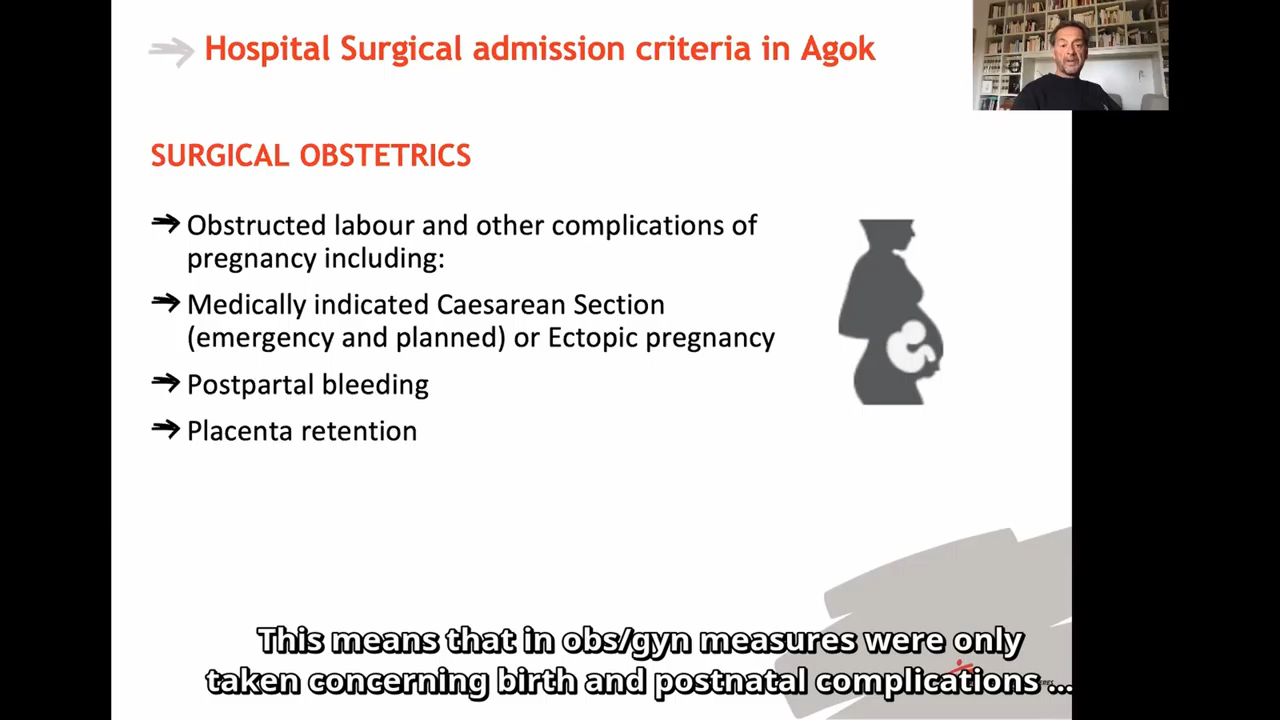 Hospital Surgical admission criteria in Agok
SURGICAL OBSTETRICS
Obstructed labour and other complications of
pregnancy including:
Medically indicated Caesarean Section
(emergency and planned) or Ectopic pregnancy
Postpartal bleeding
Placenta retention
This means that in obs/gyn measures were only
taken concerning birth and postnatal complications ...